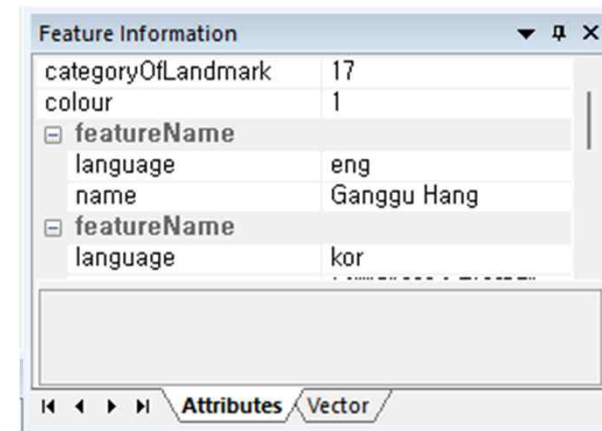 Feature Information
categoryOfLandmark 17
colour 1
featureName
language eng
name Ganggu Hang
featureName
language kor
Attributes Vector